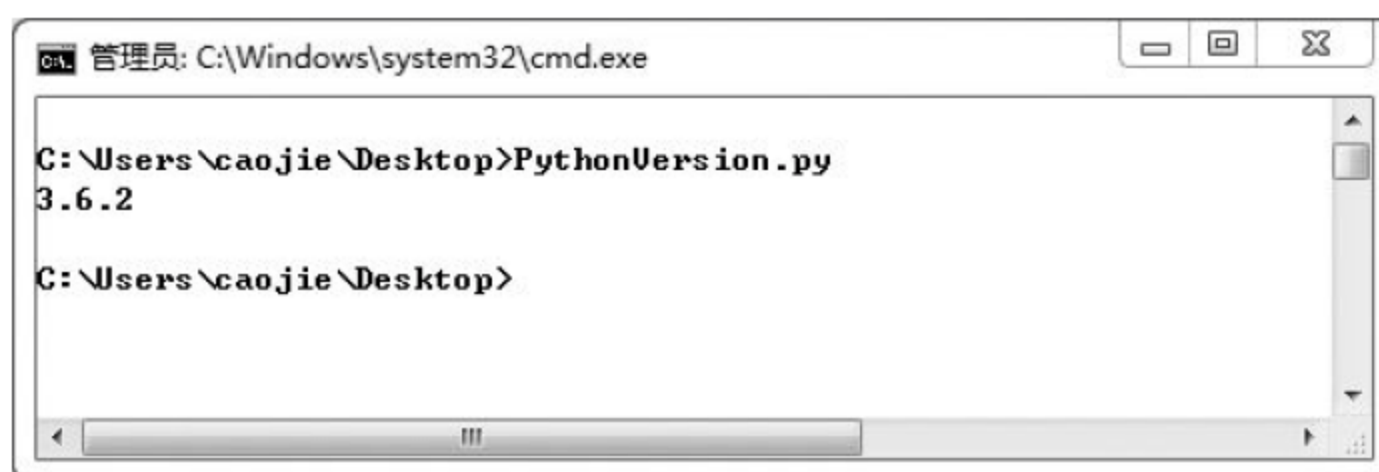 管理员: C:\Windows\system32\cmd.exe
C:\Users\caojie\Desktop>PythonVersion.py
3.6.2
C:\Users\caojie\Desktop>